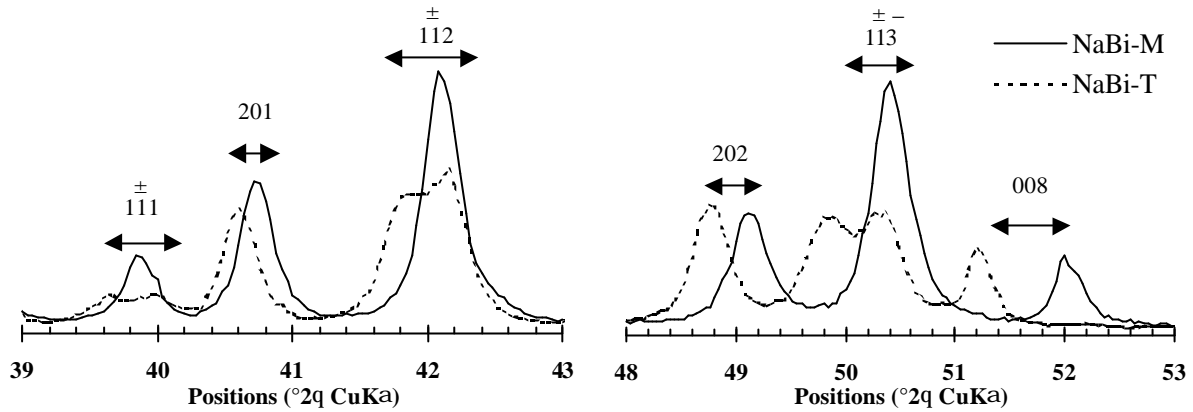 ±
112
201
±
111
39 40 41 42 43
Positions (°2q CuKa)
± –
113
202
008
NaBi-M
NaBi-T
48 49 50 51 52 53
Positions (°2q CuKa)